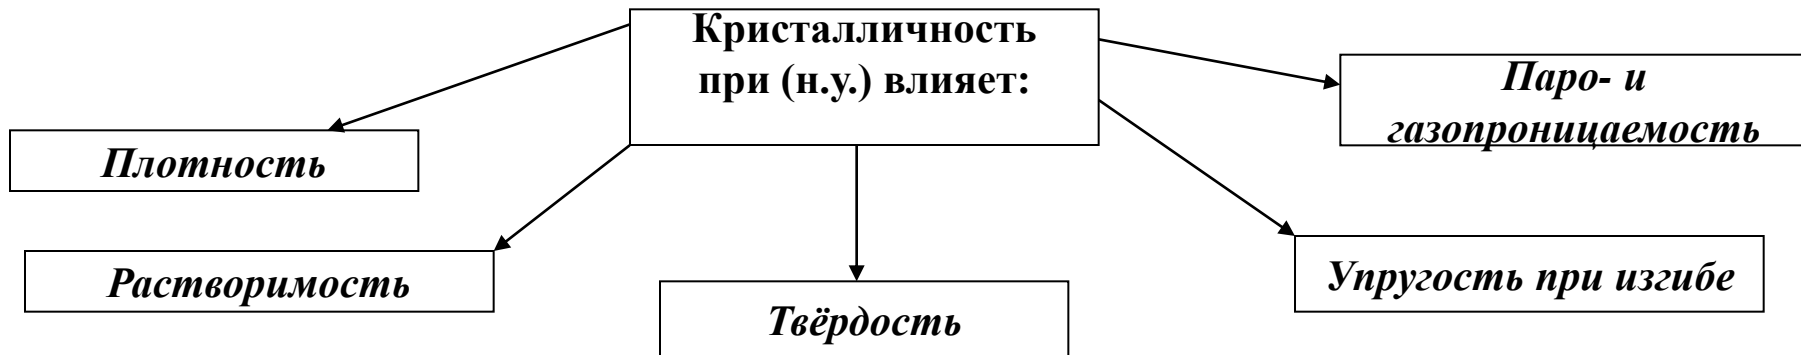 Кристалличность
при (н.у.) влияет:
Паро- и
газопроницаемость
Плотность
Растворимость
Упругость при изгибе
Твёрдость